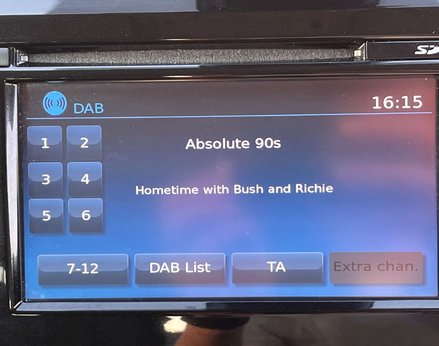 SD
DAB 16:15
1 2 Absolute 90s
3 4 Hometime with Bush and Richie
5 6
7-12 DAB List TA Extra chan.